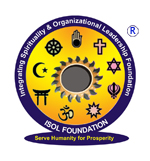 Integrating Spirituality & Organizational Leadership Foundation
®
ISOL FOUNDATION
Serve Humanity for Prosperity